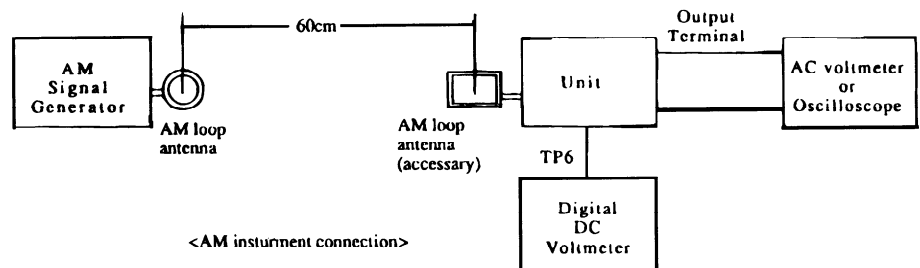 60cm
Output
Terminal
AM
Signal
Generator
Unit
AC voltmeter
or
Oscilloscope
AM loop
antenna
AM loop
antenna
(accessary)
TP6
Digital
DC
Voltmeter
<AM insturment connection>